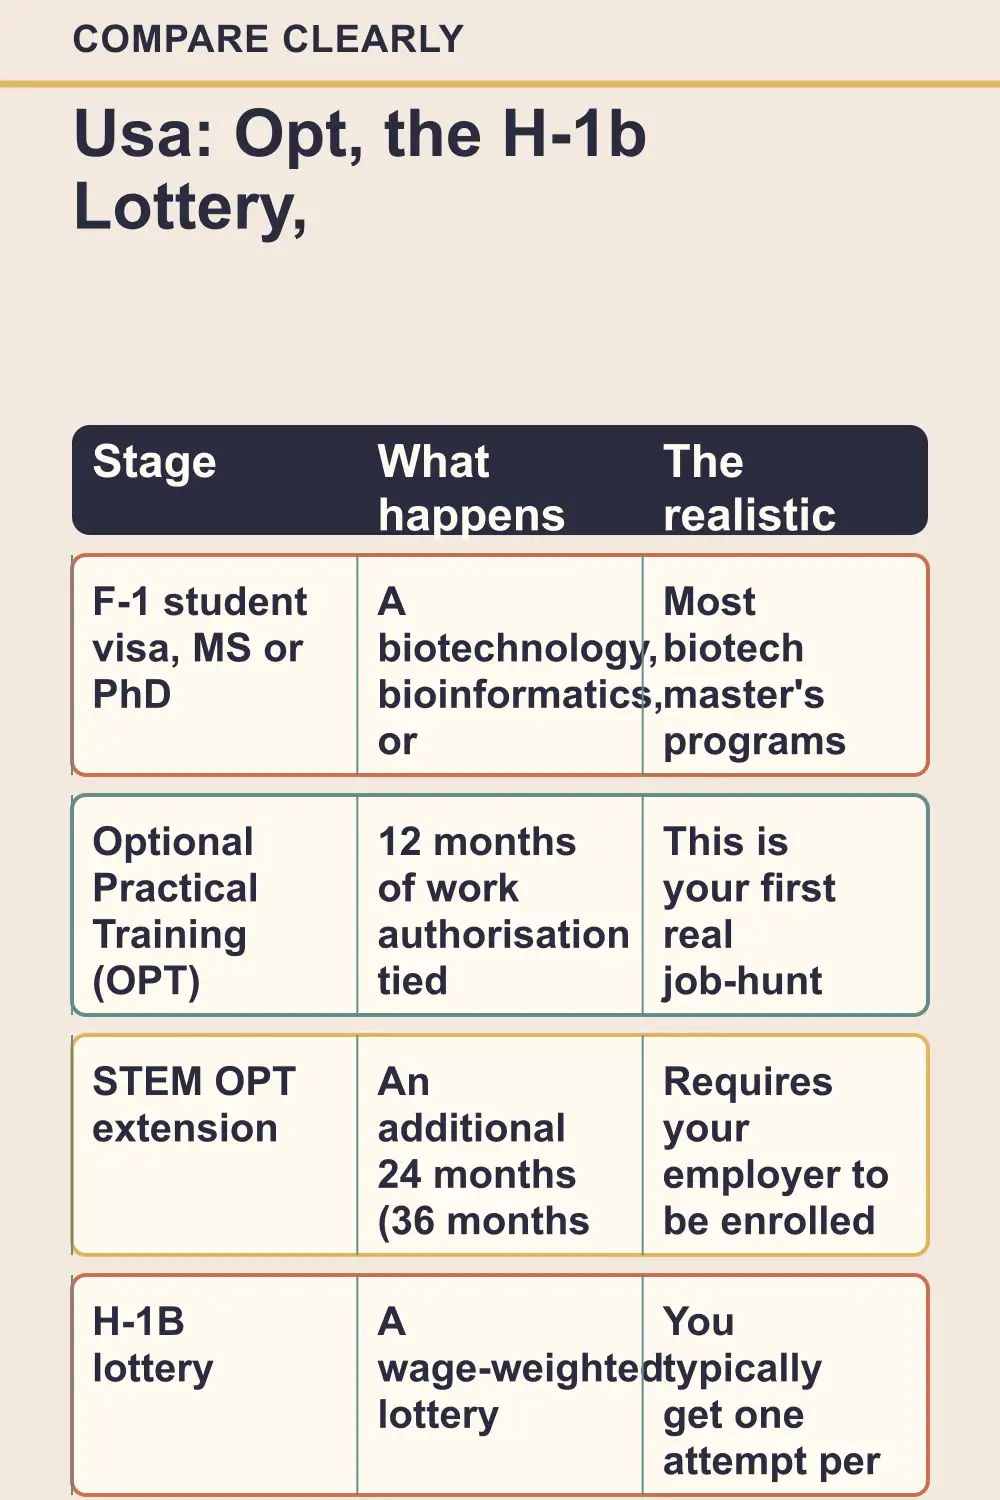 COMPARE CLEARLY
Usa: Opt, the H-1b
Lottery,
Stage
What
happens
The
realistic
F-1 student
visa, MS or
PhD
A
biotechnology,
bioinformatics,
or
Most
biotech
master's
programs
Optional
Practical
Training
(OPT)
12 months
of work
authorisation
tied
This is
your first
real
job-hunt
STEM OPT
extension
An
additional
24 months
(36 months
Requires
your
employer to
be enrolled
H-1B
lottery
A
wage-weighted
lottery
You
typically
get one
attempt per